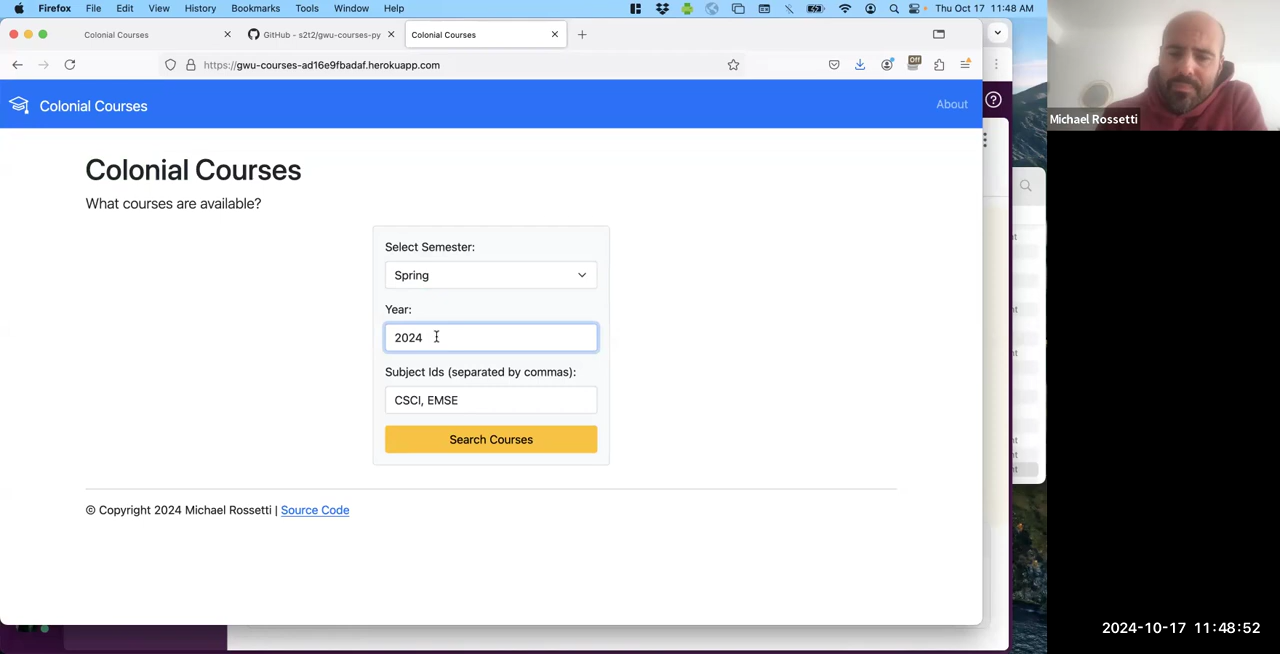 Firefox File Edit View History Bookmarks Tools Window Help Thu Oct 17 11:48 AM
Colonial Courses GitHub - s2t2/gwu-courses-py Colonial Courses
https://gwu-courses-ad16e9fbadaf.herokuapp.com Off
Colonial Courses About
Colonial Courses
What courses are available?
Select Semester:
Spring
Year:
2024
Subject Ids (separated by commas):
CSCI, EMSE
Search Courses
© Copyright 2024 Michael Rossetti | Source Code
Michael Rossetti
2024-10-17 11:48:52